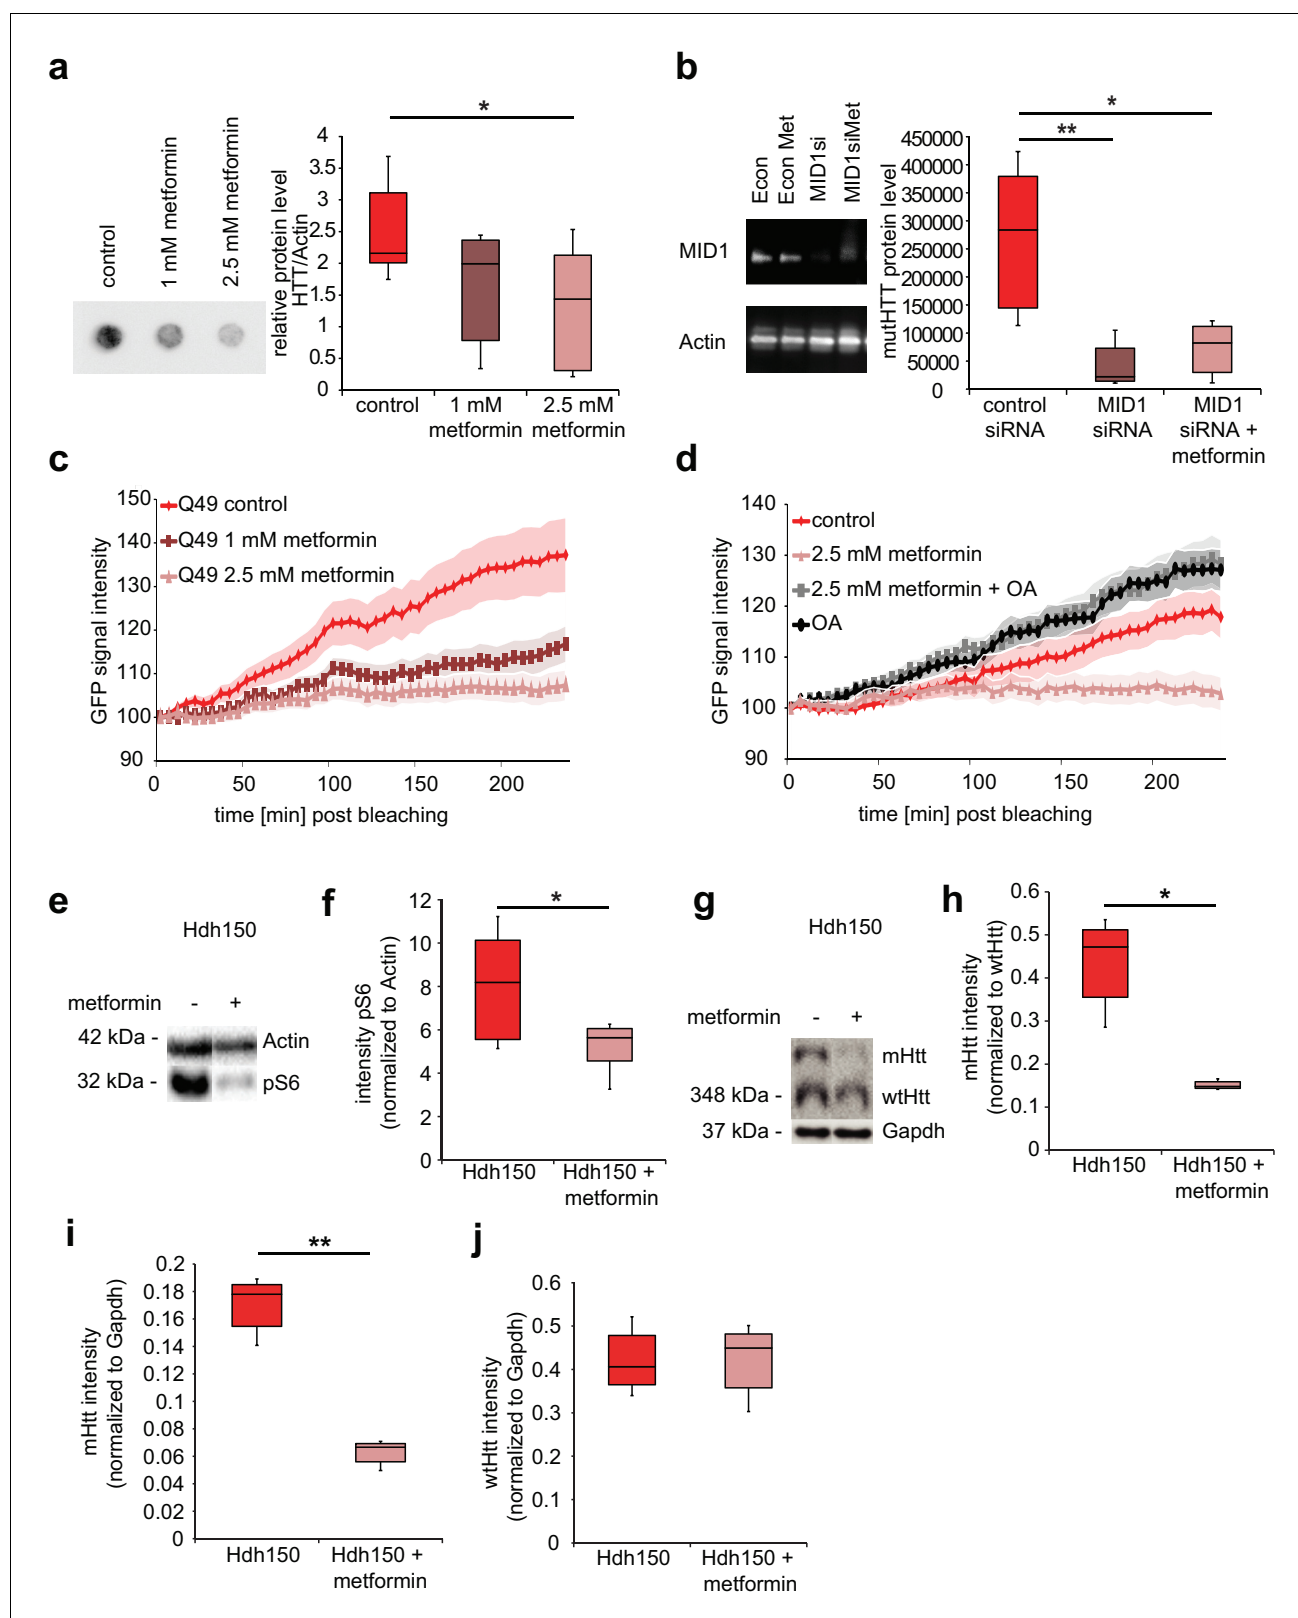 a
control
1 mM metformin
2.5 mM metformin
relative protein level
HTT/Actin
4
3.5
3
2.5
2
1.5
1
0.5
0
*
control
1 mM
metformin
2.5 mM
metformin
b
Econ
Econ Met
MID1si
MID1siMet
MID1
Actin
mutHTT protein level
450000
400000
350000
300000
250000
200000
150000
100000
50000
0
*
**
control
siRNA
MID1
siRNA
MID1
siRNA +
metformin
c
GFP signal intensity
150
140
130
120
110
100
90
Q49 control
Q49 1 mM metformin
Q49 2.5 mM metformin
0
50
100
150
200
time [min] post bleaching
d
GFP signal intensity
140
130
120
110
100
90
control
2.5 mM metformin
2.5 mM metformin + OA
OA
0
50
100
150
200
time [min] post bleaching
e
Hdh150
metformin - +
42 kDa - Actin
32 kDa - pS6
f
intensity pS6
(normalized to Actin)
12
10
8
6
4
2
0
*
Hdh150
Hdh150 +
metformin
g
Hdh150
metformin - +
mHtt
348 kDa - wtHtt
37 kDa - Gapdh
h
mHtt intensity
(normalized to wtHtt)
0.6
0.5
0.4
0.3
0.2
0.1
0
*
Hdh150
Hdh150 +
metformin
i
mHtt intensity
(normalized to Gapdh)
0.2
0.18
0.16
0.14
0.12
0.1
0.08
0.06
0.04
0.02
0
**
Hdh150
Hdh150 +
metformin
j
wtHtt intensity
(normalized to Gapdh)
0.6
0.5
0.4
0.3
0.2
0.1
0
Hdh150
Hdh150 +
metformin